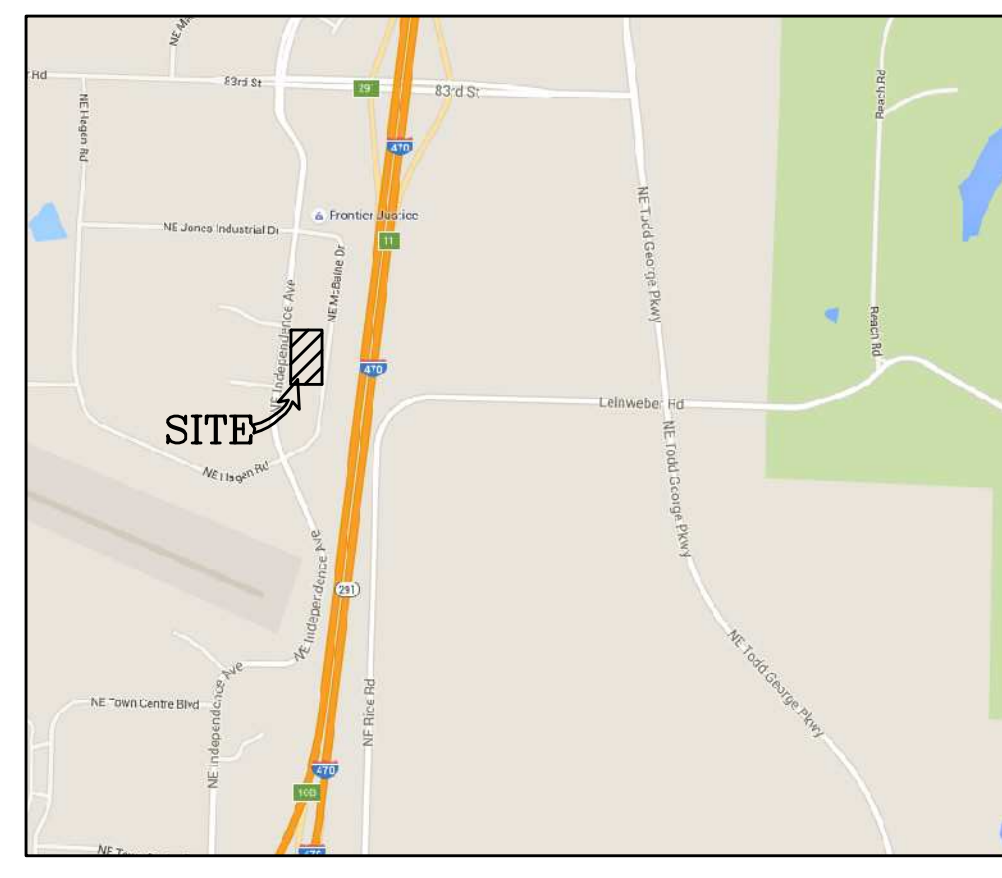 83rd St
291
83rd St
Reach Rd
NE Hagen Rd
470
Frontier Justice
NE Jones Industrial Dr
11
NE McBaine Dr
NE Todd George Pkwy
NE Independence Ave
Reach Rd
470
Leinweber Rd
SITE
NE Hagen Rd
NE Todd George Pkwy
NE Independence Ave
291
NE Todd George Pkwy
NE Rice Rd
NE Town Centre Blvd
NE Independence Ave
470
10B
470